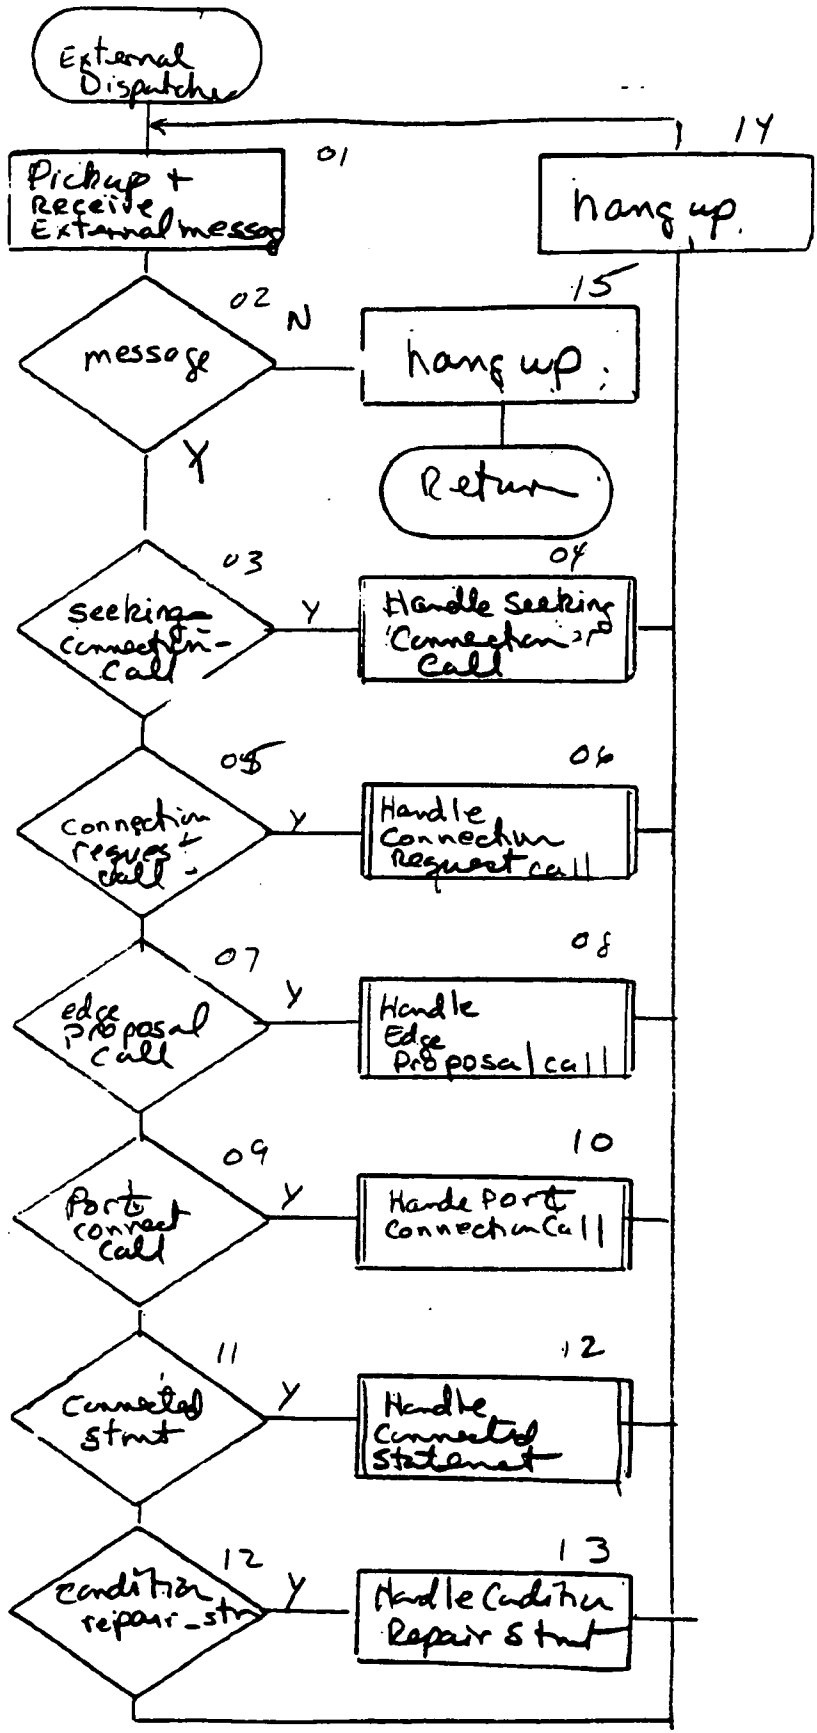 External
Dispatcher
01
14
Pickup +
Receive
External messag
hang up.
02
N
15
message
hang up.
Y
Return
03
04
seeking-
connection-
call
Y
Handle Seeking
Connection
Call
05
06
connection
request
call
Y
Handle
Connection
Request call
07
08
edge
Proposal
call
Y
Handle
Edge
Proposal call
09
10
Port
connect
call
Y
Hande Port
Connection Call
11
12
Connected
stmt
Y
Handle
Connected
Statement
12
13
condition
repair_stm
Y
Handle Condition
Repair Stmt